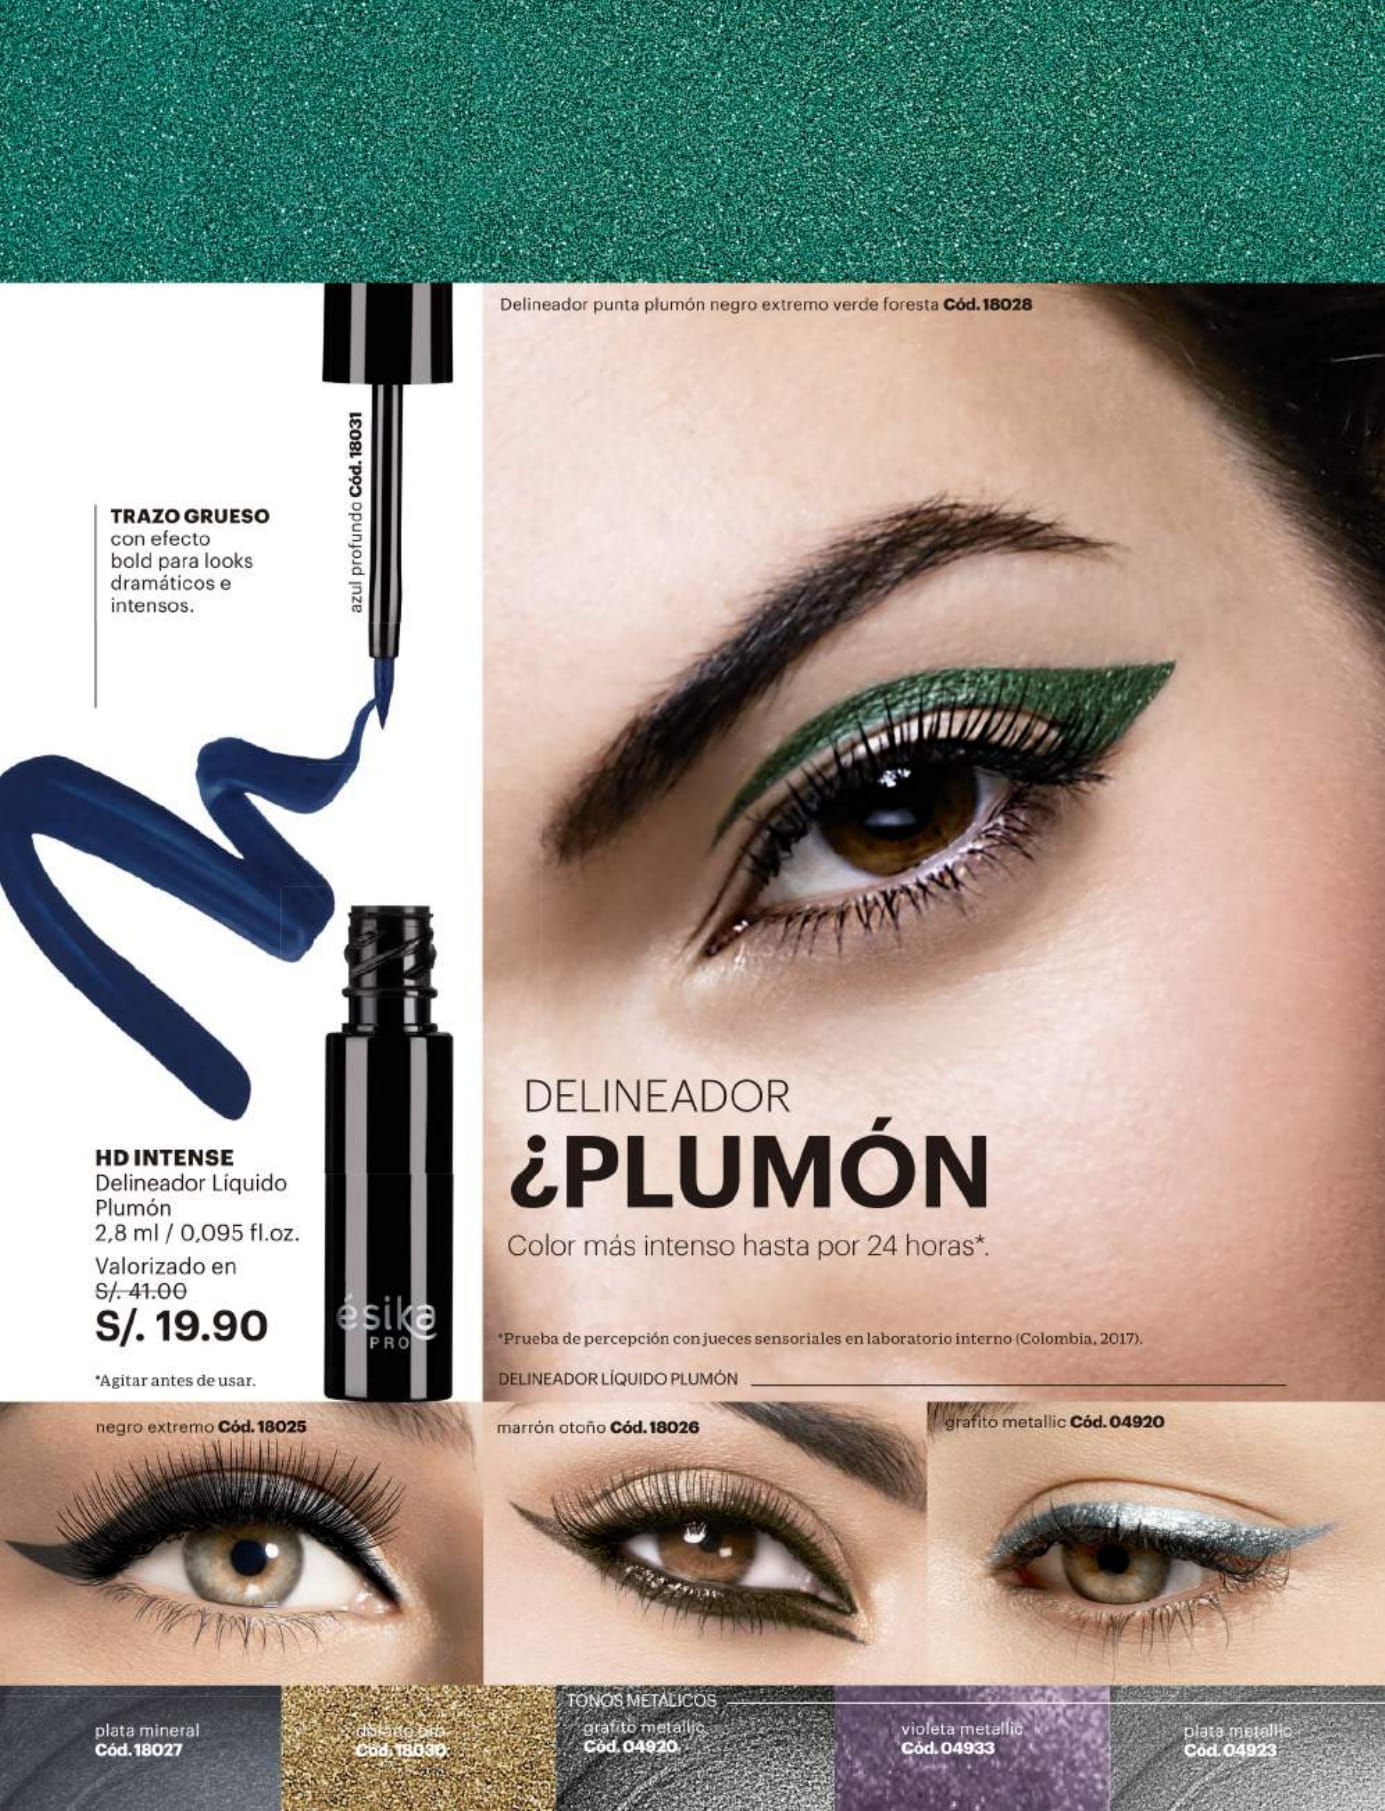 Delineador punta plumón negro extremo verde foresta Cód. 18028
azul profundo Cód. 18031
TRAZO GRUESO
con efecto
bold para looks
dramáticos e
intensos.
HD INTENSE
Delineador Líquido
Plumón
2,8 ml / 0,095 fl.oz.
Valorizado en
S/. 41.00
S/. 19.90
*Agitar antes de usar.
ésika
PRO
DELINEADOR
¿PLUMÓN
Color más intenso hasta por 24 horas*.
*Prueba de percepción con jueces sensoriales en laboratorio interno (Colombia, 2017).
DELINEADOR LÍQUIDO PLUMÓN
negro extremo Cód. 18025
marrón otoño Cód. 18026
grafito metallic Cód. 04920
TONOS METÁLICOS
plata mineral
Cód. 18027
Cód. 18030
grafito metallic
Cód. 04920
violeta metallic
Cód. 04933
plata metallic
Cód. 04923